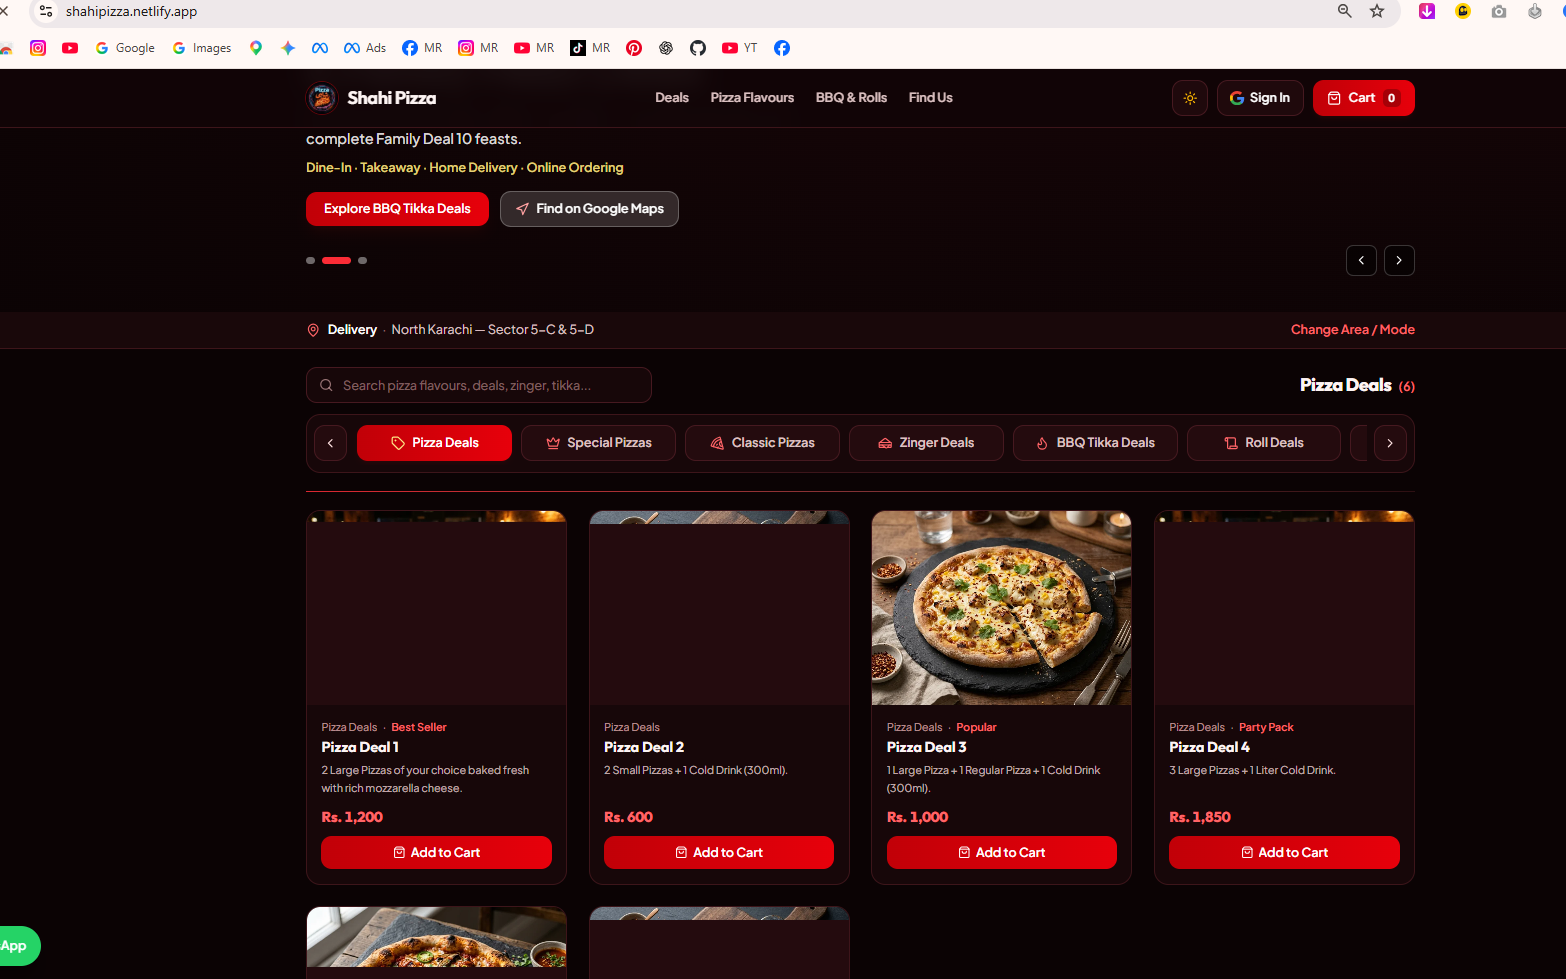 shahipizza.netlify.app
Google
Images
Ads
MR
MR
MR
MR
YT
Shahi Pizza
Deals
Pizza Flavours
BBQ & Rolls
Find Us
Sign In
Cart 0
complete Family Deal 10 feasts.
Dine-In · Takeaway · Home Delivery · Online Ordering
Explore BBQ Tikka Deals
Find on Google Maps
Delivery · North Karachi — Sector 5-C & 5-D
Change Area / Mode
Search pizza flavours, deals, zinger, tikka...
Pizza Deals (6)
Pizza Deals
Special Pizzas
Classic Pizzas
Zinger Deals
BBQ Tikka Deals
Roll Deals
Pizza Deals · Best Seller
Pizza Deal 1
2 Large Pizzas of your choice baked fresh
with rich mozzarella cheese.
Rs. 1,200
Add to Cart
Pizza Deals
Pizza Deal 2
2 Small Pizzas + 1 Cold Drink (300ml).
Rs. 600
Add to Cart
Pizza Deals · Popular
Pizza Deal 3
1 Large Pizza + 1 Regular Pizza + 1 Cold Drink
(300ml).
Rs. 1,000
Add to Cart
Pizza Deals · Party Pack
Pizza Deal 4
3 Large Pizzas + 1 Liter Cold Drink.
Rs. 1,850
Add to Cart
App